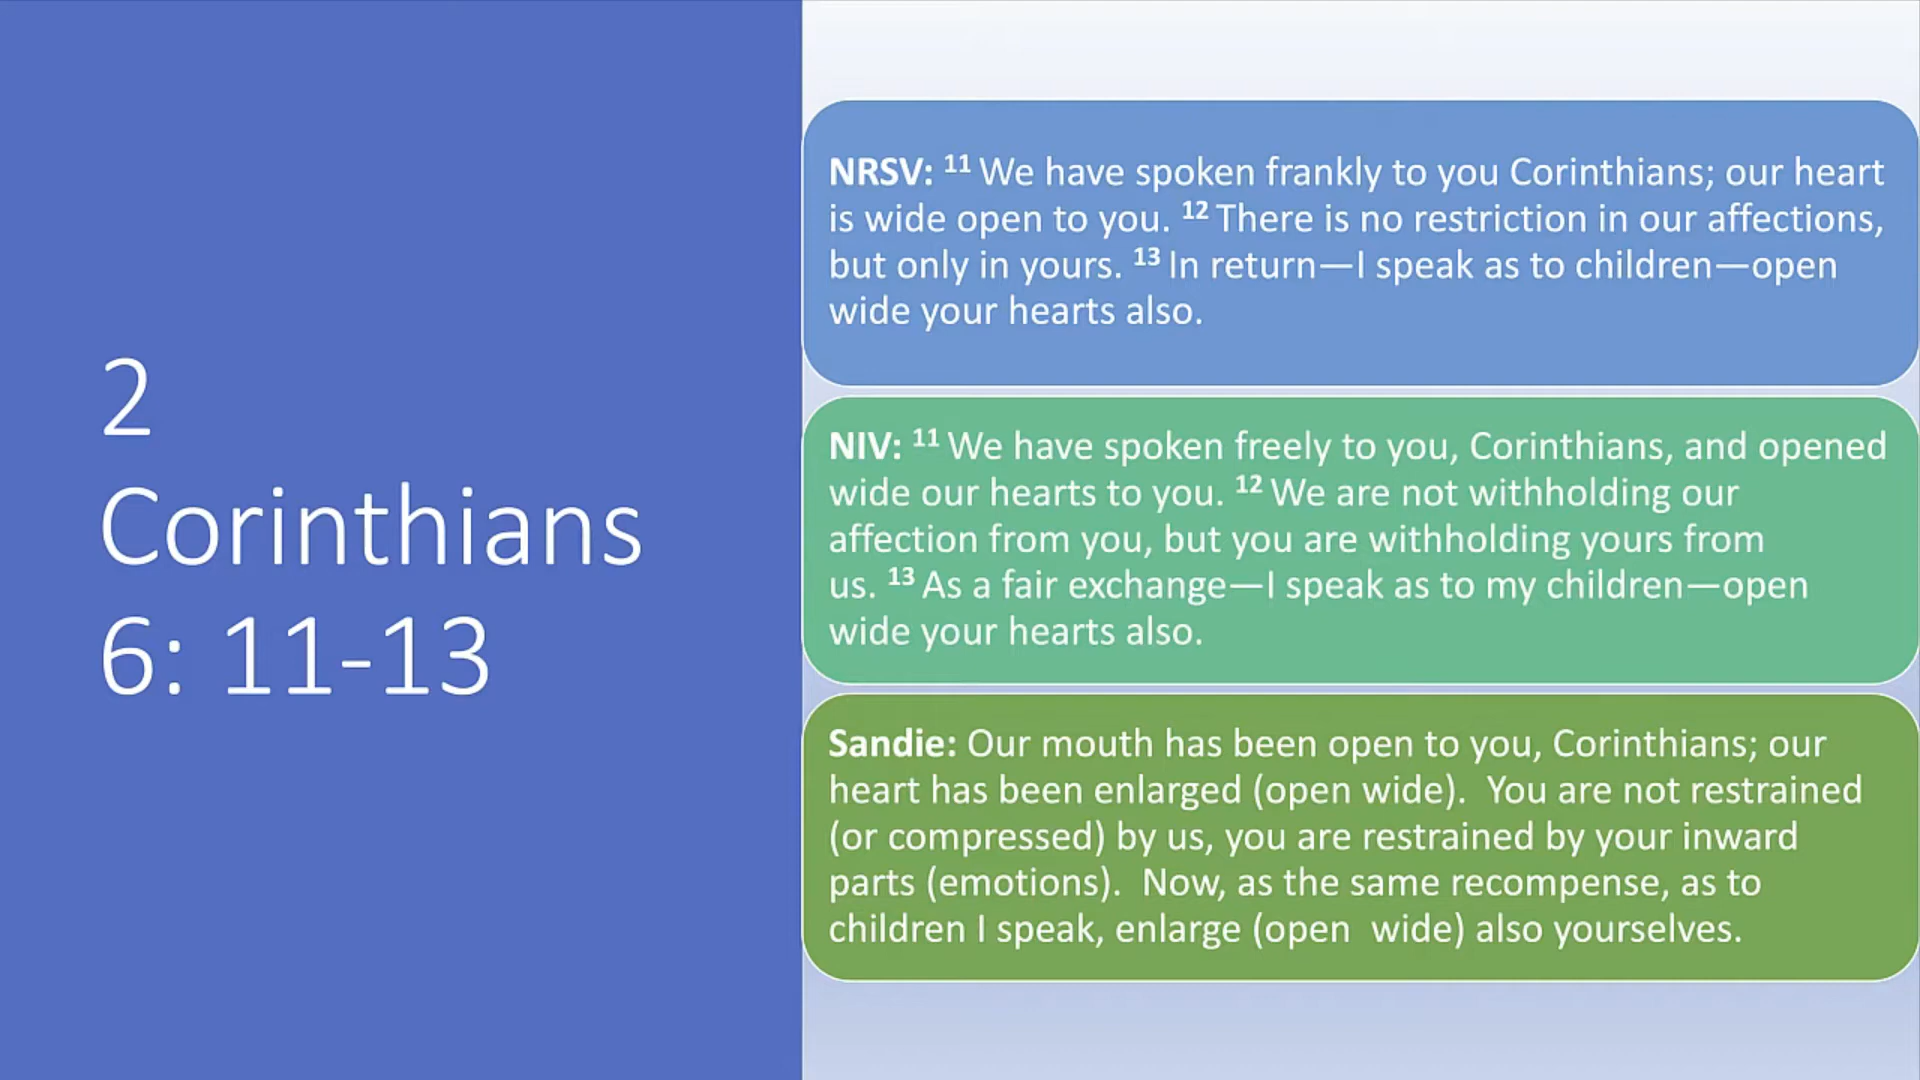 2
Corinthians
6: 11-13
NRSV: 11 We have spoken frankly to you Corinthians; our heart
is wide open to you. 12 There is no restriction in our affections,
but only in yours. 13 In return—I speak as to children—open
wide your hearts also.
NIV: 11 We have spoken freely to you, Corinthians, and opened
wide our hearts to you. 12 We are not withholding our
affection from you, but you are withholding yours from
us. 13 As a fair exchange—I speak as to my children—open
wide your hearts also.
Sandie: Our mouth has been open to you, Corinthians; our
heart has been enlarged (open wide).  You are not restrained
(or compressed) by us, you are restrained by your inward
parts (emotions).  Now, as the same recompense, as to
children I speak, enlarge (open  wide) also yourselves.